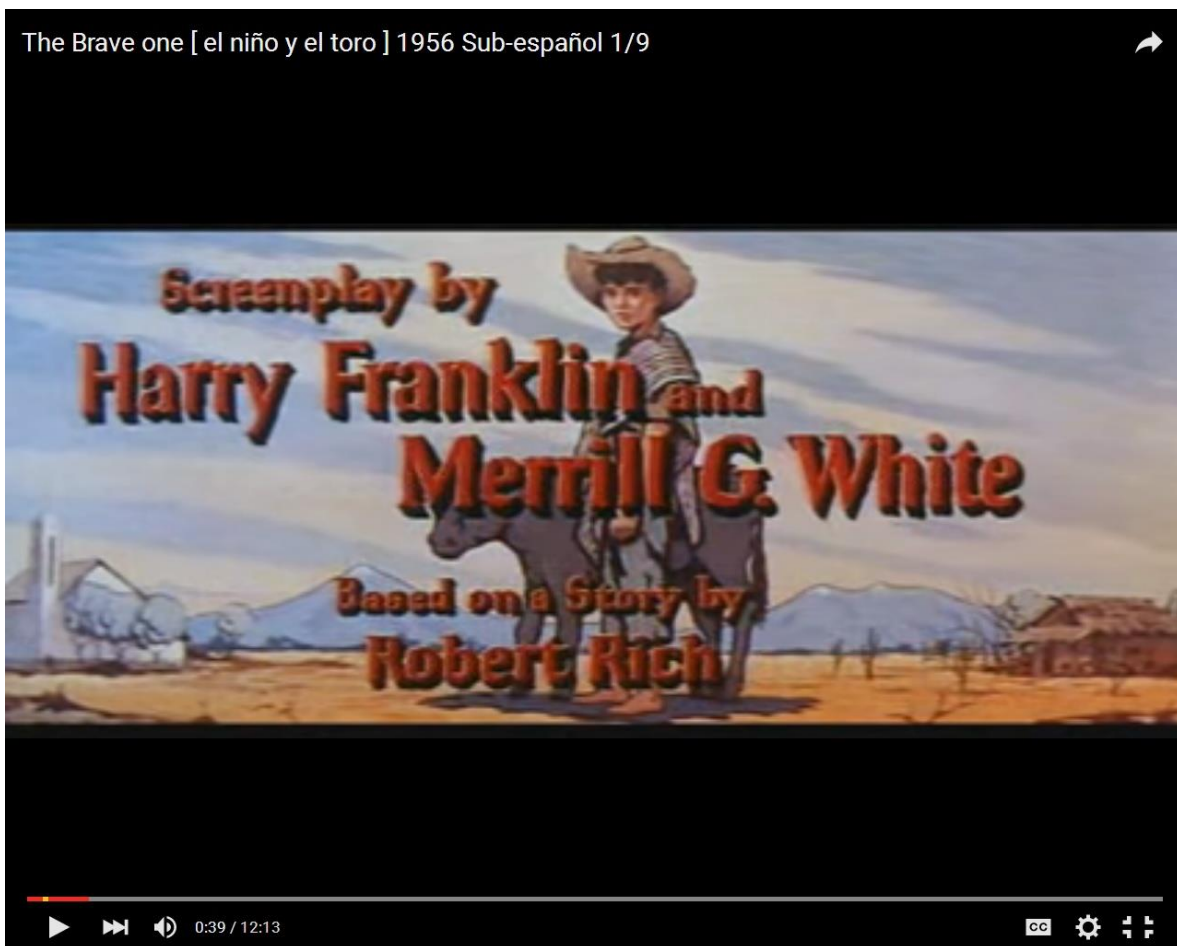 The Brave one [ el niño y el toro ] 1956 Sub-español 1/9
Screenplay by
Harry Franklin and
Merrill G. White
Based on a Story by
Robert Rich
0:39 / 12:13
CC